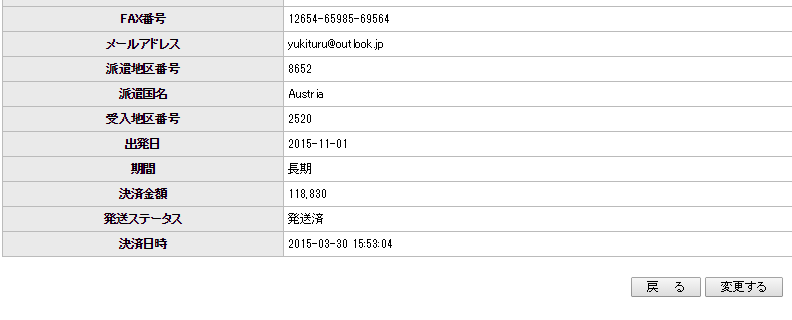 FAX番号 12654-65985-69564
メールアドレス yukituru@outlook.jp
派遣地区番号 8652
派遣国名 Austria
受入地区番号 2520
出発日 2015-11-01
期間 長期
決済金額 118,830
発送ステータス 発送済
決済日時 2015-03-30 15:53:04
戻 る 変更する